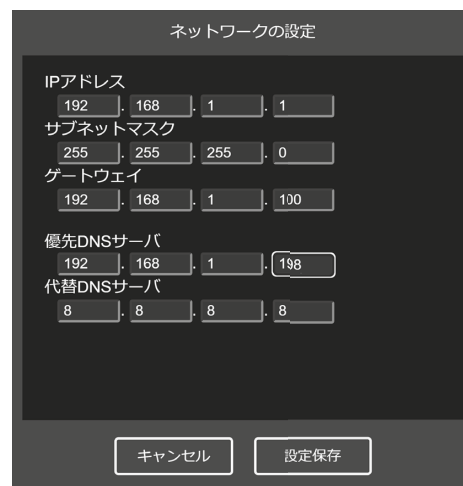 ネットワークの設定
IPアドレス
192 . 168 . 1 . 1
サブネットマスク
255 . 255 . 255 . 0
ゲートウェイ
192 . 168 . 1 . 100
優先DNSサーバ
192 . 168 . 1 . 198
代替DNSサーバ
8 . 8 . 8 . 8
キャンセル 設定保存